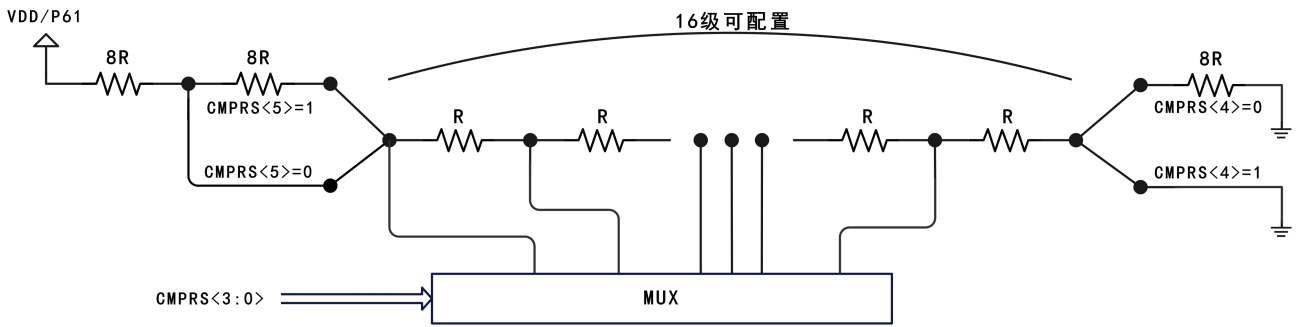 VDD/P61
16级可配置
8R
8R
8R
CMPRS<5>=1
CMPRS<4>=0
R
R
R
R
CMPRS<5>=0
CMPRS<4>=1
CMPRS<3:0>
MUX